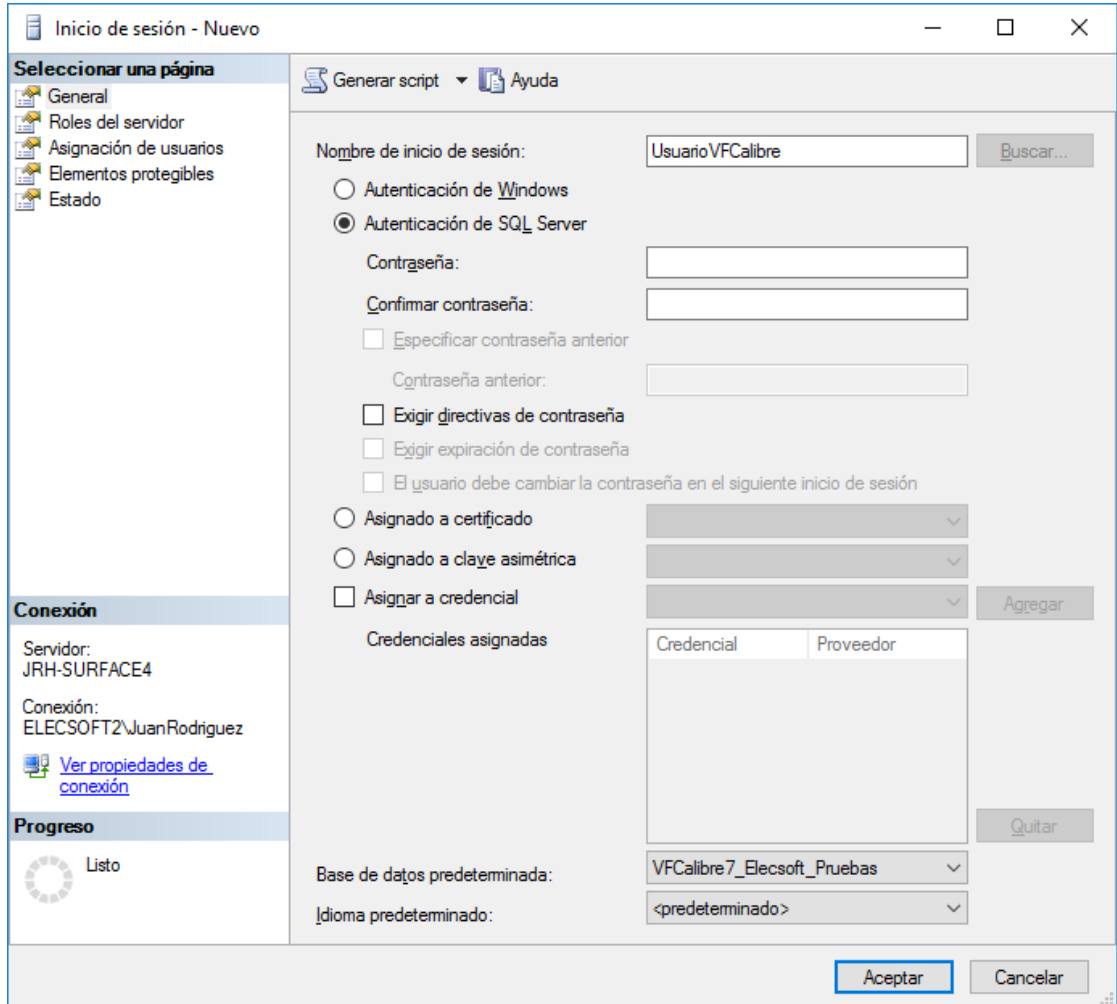 Inicio de sesión - Nuevo
Seleccionar una página
General
Roles del servidor
Asignación de usuarios
Elementos protegibles
Estado
Generar script
Ayuda
Nombre de inicio de sesión:
UsuarioVFCalibre
Buscar...
Autenticación de Windows
Autenticación de SQL Server
Contraseña:
Confirmar contraseña:
Especificar contraseña anterior
Contraseña anterior:
Exigir directivas de contraseña
Exigir expiración de contraseña
El usuario debe cambiar la contraseña en el siguiente inicio de sesión
Asignado a certificado
Asignado a clave asimétrica
Asignar a credencial
Agregar
Credenciales asignadas
Credencial
Proveedor
Quitar
Base de datos predeterminada:
VFCalibre7_Elecsoft_Pruebas
Idioma predeterminado:
<predeterminado>
Conexión
Servidor:
JRH-SURFACE4
Conexión:
ELECSOFT2\JuanRodriguez
Ver propiedades de
conexión
Progreso
Listo
Aceptar
Cancelar